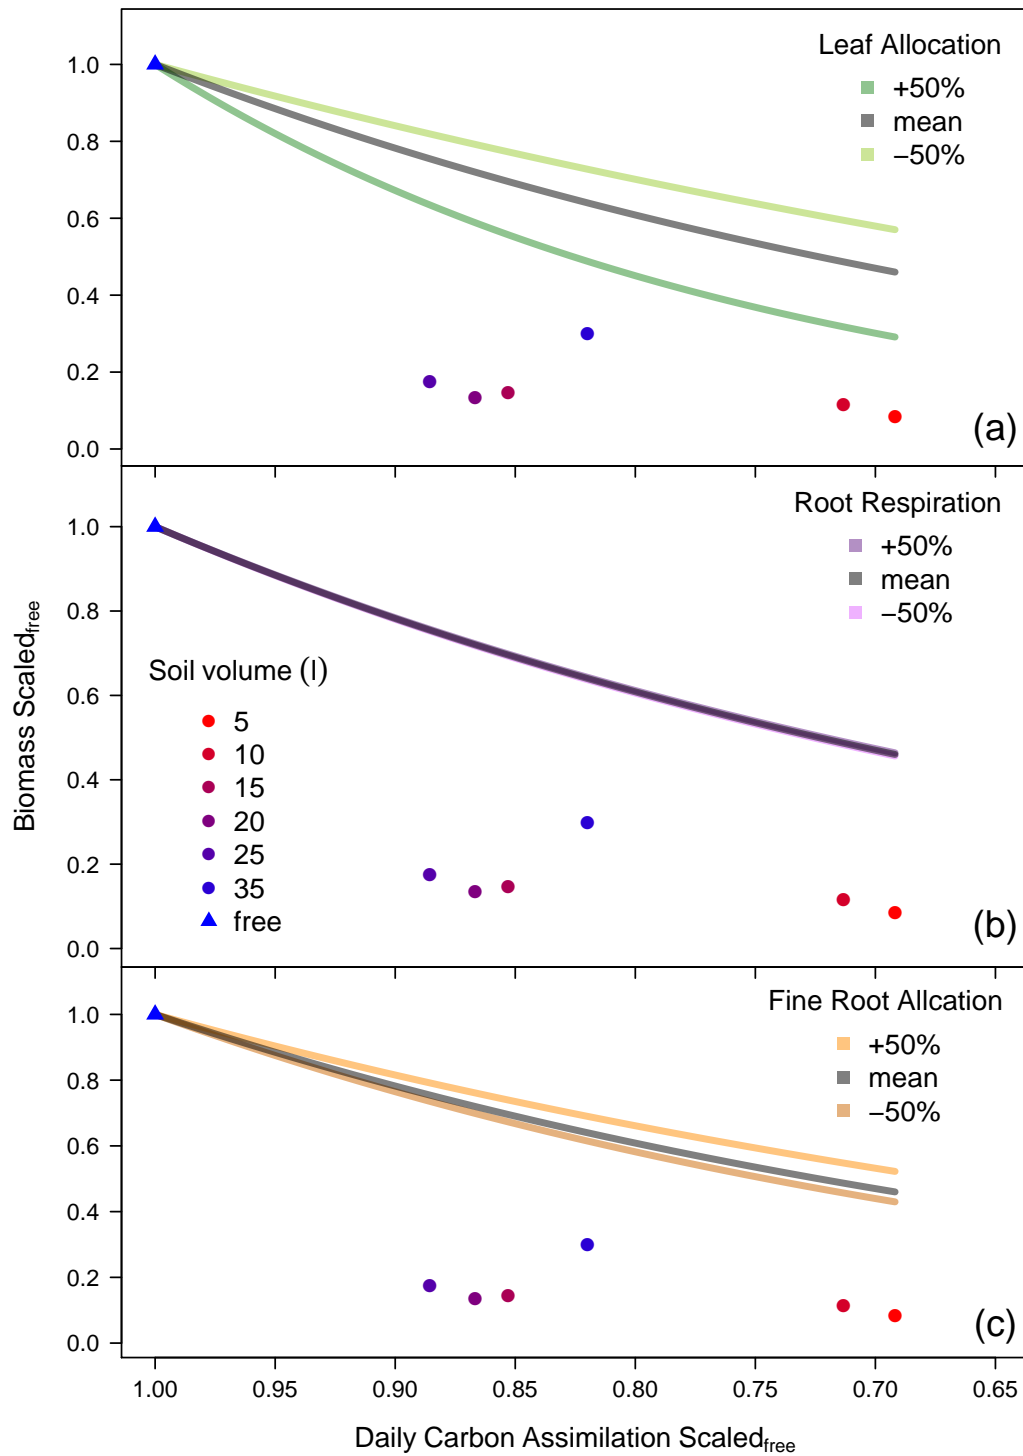 Leaf Allocation
+50%
mean
−50%
1.0
0.8
0.6
0.4
0.2
0.0
(a)
Root Respiration
+50%
mean
−50%
1.0
0.8
0.6
0.4
0.2
0.0
Soil volume (l)
5
10
15
20
25
35
free
(b)
Biomass Scaledfree
Fine Root Allcation
+50%
mean
−50%
1.0
0.8
0.6
0.4
0.2
0.0
(c)
1.00 0.95 0.90 0.85 0.80 0.75 0.70 0.65
Daily Carbon Assimilation Scaledfree